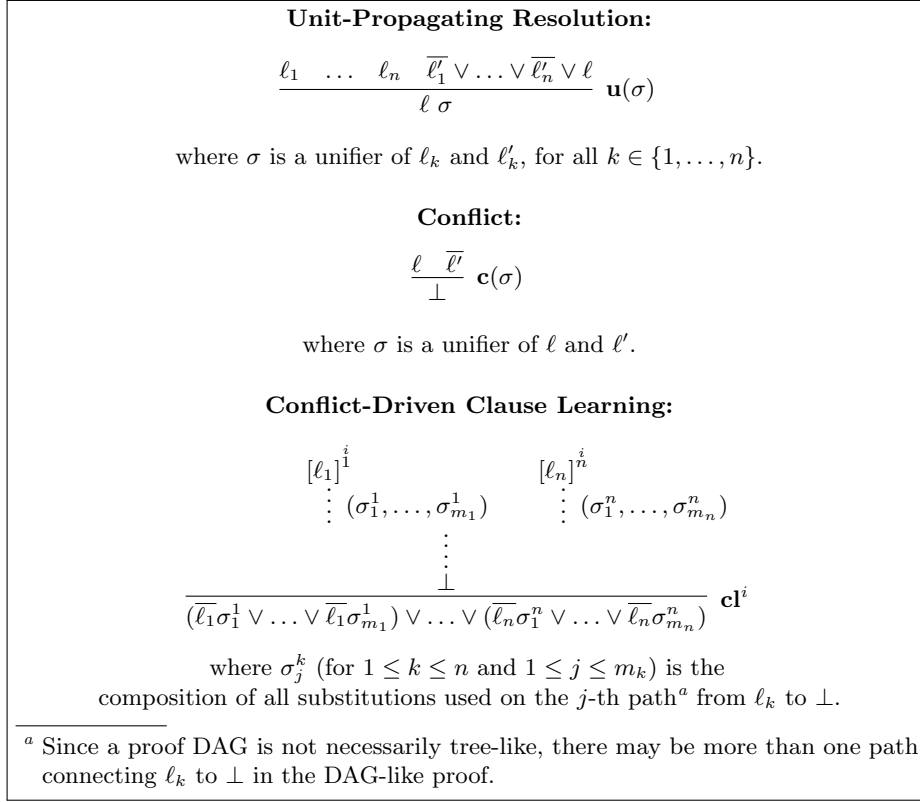 Unit-Propagating Resolution:
ℓ₁ … ℓₙ ℓ̅′₁ ∨ … ∨ ℓ̅′ₙ ∨ ℓ
ℓ σ
u(σ)
where σ is a unifier of ℓₖ and ℓ′ₖ, for all k ∈ {1, …, n}.
Conflict:
ℓ ℓ̅′
⊥
c(σ)
where σ is a unifier of ℓ and ℓ′.
Conflict-Driven Clause Learning:
[ℓ₁]ⁱ₁ [ℓₙ]ⁱₙ
⋮ (σ¹₁, …, σ¹ₘ₁) ⋮ (σⁿ₁, …, σⁿₘₙ)
⋮
⊥
(ℓ̅₁σ¹₁ ∨ … ∨ ℓ̅₁σ¹ₘ₁) ∨ … ∨ (ℓ̅ₙσⁿ₁ ∨ … ∨ ℓ̅ₙσⁿₘₙ) clⁱ
where σᵏⱼ (for 1 ≤ k ≤ n and 1 ≤ j ≤ mₖ) is the
composition of all substitutions used on the j-th pathᵃ from ℓₖ to ⊥.
ᵃ Since a proof DAG is not necessarily tree-like, there may be more than one path
connecting ℓₖ to ⊥ in the DAG-like proof.